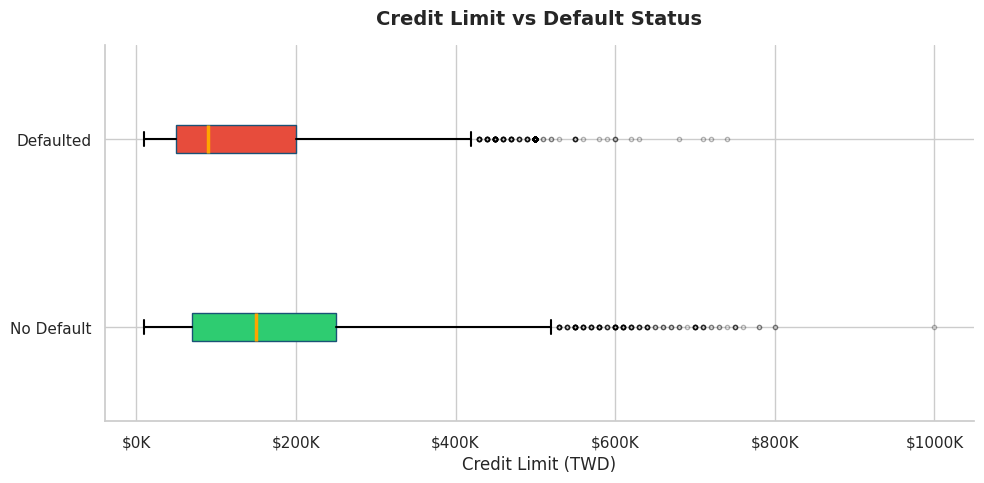 Credit Limit vs Default Status
Defaulted
No Default
$0K $200K $400K $600K $800K $1000K
Credit Limit (TWD)